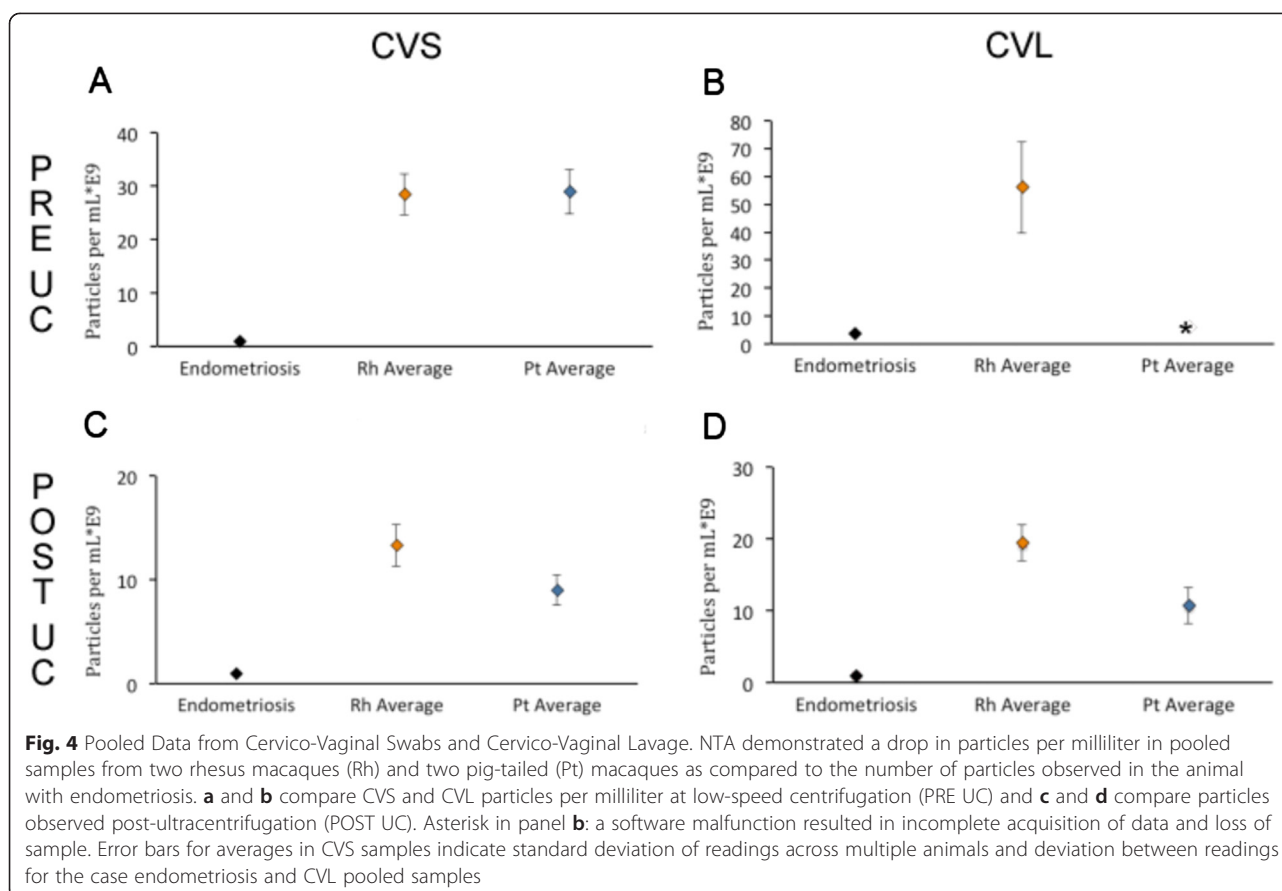 CVS
CVL
A
B
PRE UC
Particles per mL*E9
40
30
20
10
0
Endometriosis Rh Average Pt Average
Particles per mL*E9
80
70
60
50
40
30
20
10
0
*
Endometriosis Rh Average Pt Average
C
D
POST UC
Particles per mL*E9
20
10
0
Endometriosis Rh Average Pt Average
Particles per mL*E9
30
20
10
0
Endometriosis Rh Average Pt Average
Fig. 4 Pooled Data from Cervico-Vaginal Swabs and Cervico-Vaginal Lavage. NTA demonstrated a drop in particles per milliliter in pooled
samples from two rhesus macaques (Rh) and two pig-tailed (Pt) macaques as compared to the number of particles observed in the animal
with endometriosis. a and b compare CVS and CVL particles per milliliter at low-speed centrifugation (PRE UC) and c and d compare particles
observed post-ultracentrifugation (POST UC). Asterisk in panel b: a software malfunction resulted in incomplete acquisition of data and loss of
sample. Error bars for averages in CVS samples indicate standard deviation of readings across multiple animals and deviation between readings
for the case endometriosis and CVL pooled samples